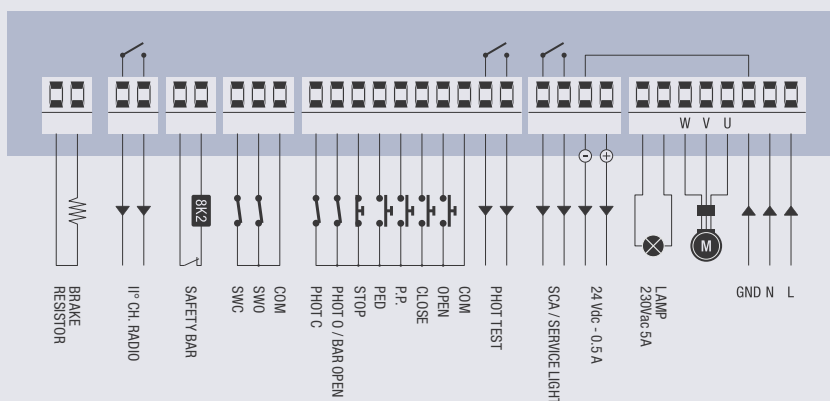 W V U
- +
8K2
M
BRAKE
RESISTOR
II° CH. RADIO
SAFETY BAR
SWC
SWO
COM
PHOT C
PHOT O / BAR OPEN
STOP
PED
P.P.
CLOSE
OPEN
COM
PHOT TEST
SCA / SERVICE LIGHT
24 Vdc - 0.5 A
LAMP
230Vac 5A
GND N L